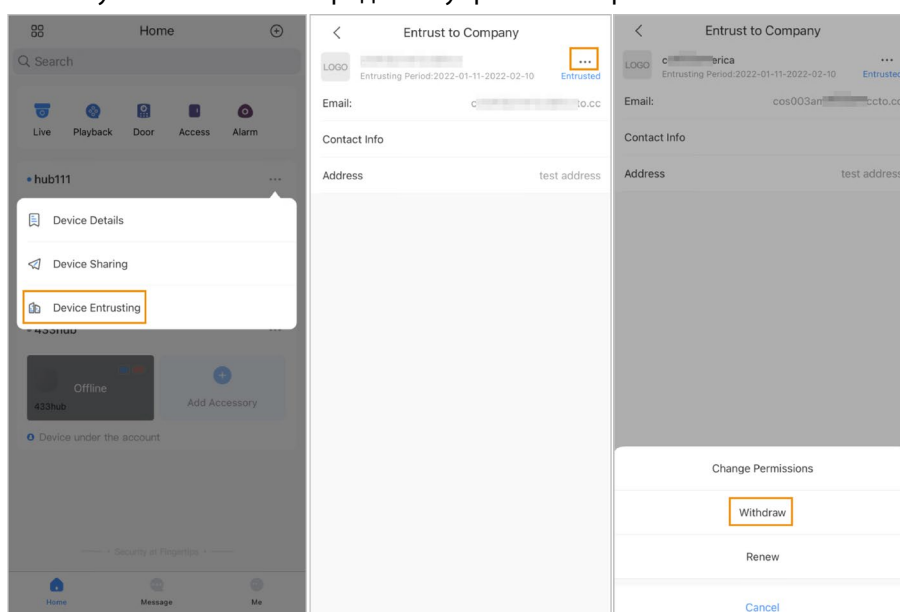 Home
Search
Live
Playback
Door
Access
Alarm
hub111
Device Details
Device Sharing
Device Entrusting
433hub
Offline
433hub
Add Accessory
Device under the account
Security at Fingertips
Home
Message
Me
Entrust to Company
LOGO
Entrusting Period:2022-01-11-2022-02-10
Entrusted
Email:
Contact Info
Address
test address
Entrust to Company
LOGO
erica
Entrusting Period:2022-01-11-2022-02-10
Entrusted
Email:
Contact Info
Address
test address
Change Permissions
Withdraw
Renew
Cancel